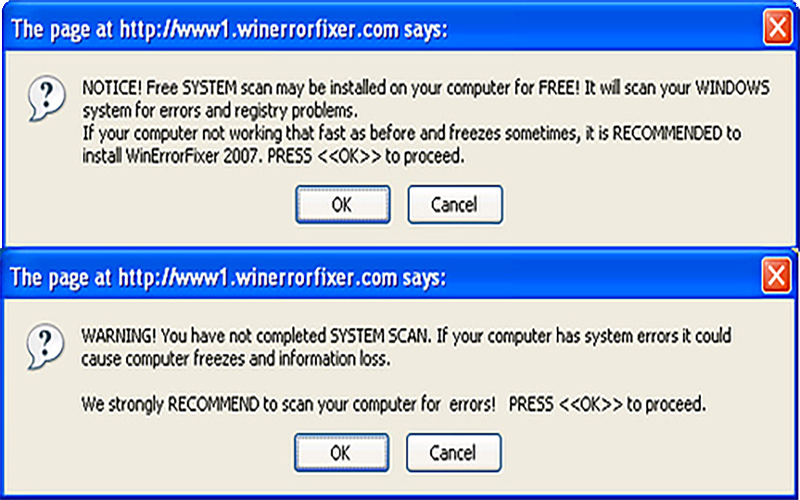 The page at http://www1.winerrorfixer.com says:
NOTICE! Free SYSTEM scan may be installed on your computer for FREE! It will scan your WINDOWS
system for errors and registry problems.
If your computer not working that fast as before and freezes sometimes, it is RECOMMENDED to
install WinErrorFixer 2007. PRESS <<OK>> to proceed.
OK Cancel
The page at http://www1.winerrorfixer.com says:
WARNING! You have not completed SYSTEM SCAN. If your computer has system errors it could
cause computer freezes and information loss.
We strongly RECOMMEND to scan your computer for errors! PRESS <<OK>> to proceed.
OK Cancel